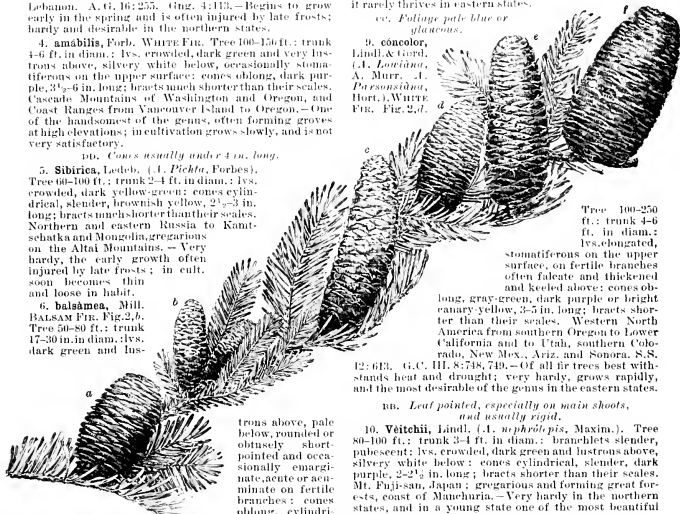 Lebanon. A.G. 16:255. Gng. 4:113.—Begins to grow
early in the spring and is often injured by late frosts;
hardy and desirable in the northern states.
4. amábilis, Forb. WHITE FIR. Tree 100-150 ft.: trunk
4-6 ft. in diam.: lvs. crowded, dark green and very lus-
trous above, silvery white below, occasionally stoma-
tiferous on the upper surface: cones oblong, dark pur-
ple, 3½-6 in. long; bracts much shorter than their scales.
Cascade Mountains of Washington and Oregon, and
Coast Ranges from Vancouver Island to Oregon.—One
of the handsomest of the genus, often forming groves
at high elevations; in cultivation grows slowly, and is not
very satisfactory.
DD. Cones usually under 4 in. long.
5. Sibírica, Ledeb. (A. Pichta, Forbes).
Tree 60-100 ft.: trunk 2-4 ft. in diam.: lvs.
crowded, dark yellow-green: cones cylin-
drical, slender, brownish yellow, 2½-3 in.
long; bracts much shorter than their scales.
Northern and eastern Russia to Kamt-
schatka and Mongolia, gregarious
on the Altai Mountains.—Very
hardy, the early growth often
injured by late frosts; in cult.
soon becomes thin
and loose in habit.
6. balsàmea, Mill.
BALSAM FIR. Fig. 2, b.
Tree 50-80 ft.: trunk
17-30 in. in diam.: lvs.
dark green and lus-
trous above, pale
below, rounded or
obtusely short-
pointed and occa-
sionally emargi-
nate, acute or acu-
minate on fertile
branches: cones
oblong, cylindri-
it rarely thrives in eastern states.
cc. Foliage pale blue or
glaucous.
9. cóncolor,
Lindl. & Gord.
(A. Lowiàna,
A. Murr. A.
Parsonsiàna,
Hort.). WHITE
FIR. Fig. 2, d.
Tree 100-250
ft.: trunk 4-6
ft. in diam.:
lvs. elongated,
stomatiferous on the upper
surface, on fertile branches
often falcate and thickened
and keeled above: cones ob-
long, gray-green, dark purple or bright
canary-yellow, 3-5 in. long; bracts shor-
ter than their scales. Western North
America from southern Oregon to Lower
California and to Utah, southern Colo-
rado, New Mex., Ariz. and Sonora. S.S.
12: 613. G.C. III. 8:748, 749.—Of all fir trees best with-
stands heat and drought; very hardy, grows rapidly,
and the most desirable of the genus in the eastern states.
BB. Leaf pointed, especially on main shoots,
and usually rigid.
10. Vèitchii, Lindl. (A. nephrólepis, Maxim.). Tree
80-100 ft.: trunk 3-4 ft. in diam.: branchlets slender,
pubescent: lvs. crowded, dark green and lustrous above,
silvery white below: cones cylindrical, slender, dark
purple, 2-2½ in. long; bracts shorter than their scales.
Mt. Fuji-san, Japan; gregarious and forming great for-
ests, coast of Manchuria.—Very hardy in the northern
states, and in a young state one of the most beautiful
a
b
c
d
e
f